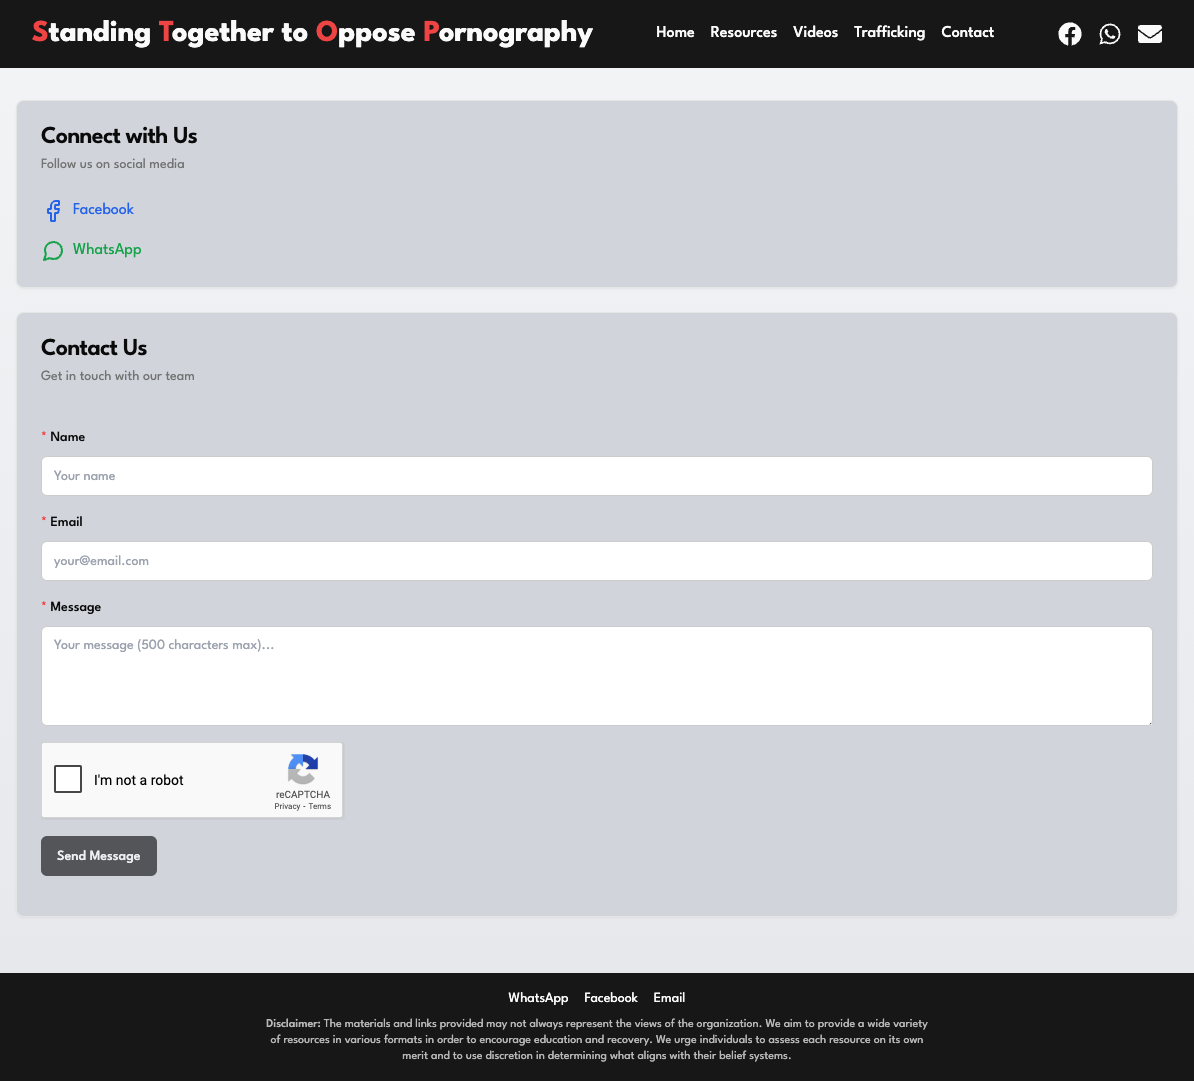 Standing Together to Oppose Pornography
Home Resources Videos Trafficking Contact
Connect with Us
Follow us on social media
Facebook
WhatsApp
Contact Us
Get in touch with our team
* Name
Your name
* Email
your@email.com
* Message
Your message (500 characters max)...
I'm not a robot
reCAPTCHA
Privacy - Terms
Send Message
WhatsApp Facebook Email
Disclaimer: The materials and links provided may not always represent the views of the organization. We aim to provide a wide variety
of resources in various formats in order to encourage education and recovery. We urge individuals to assess each resource on its own
merit and to use discretion in determining what aligns with their belief systems.